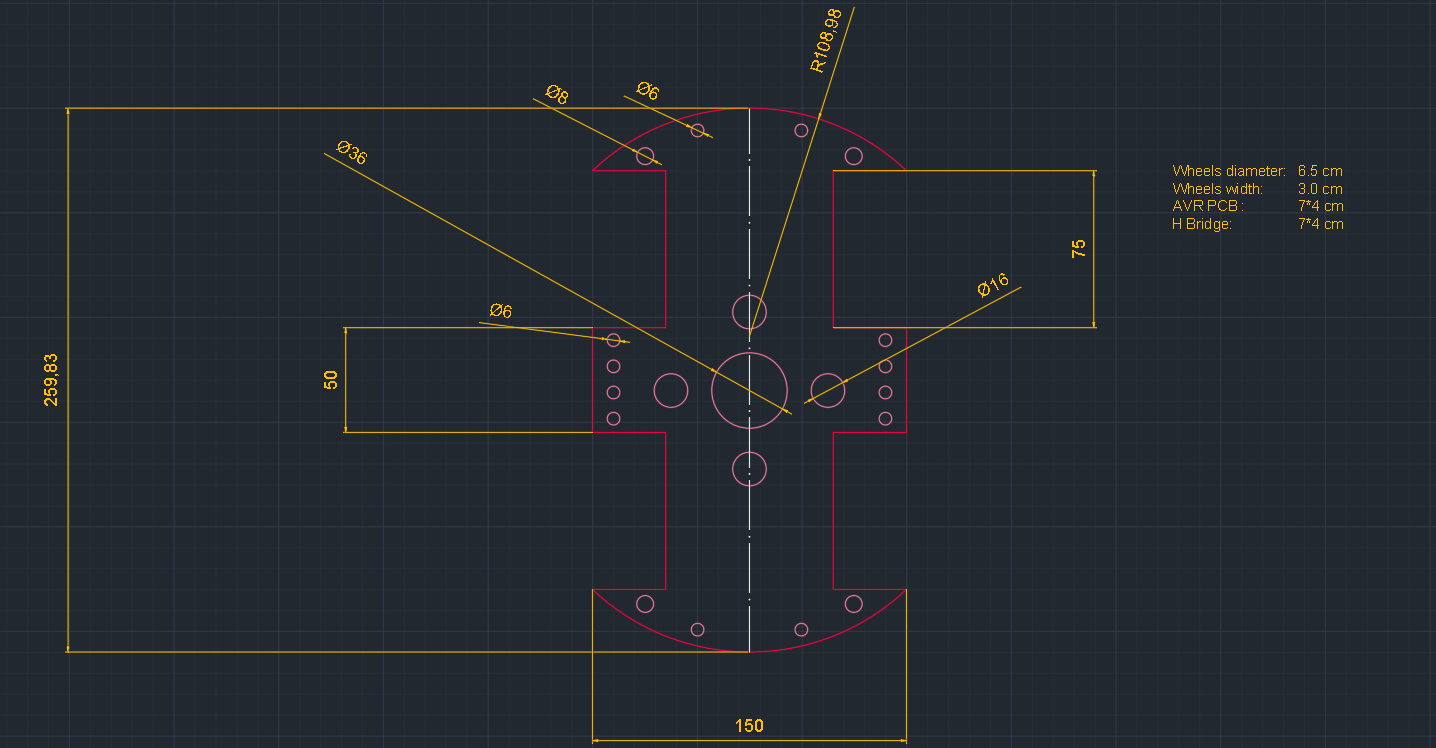 R108,98
Ø8
Ø6
Ø36
Wheels diameter: 6.5 cm
Wheels width: 3.0 cm
AVR PCB : 7*4 cm
H Bridge: 7*4 cm
75
Ø16
Ø6
259,83
50
150